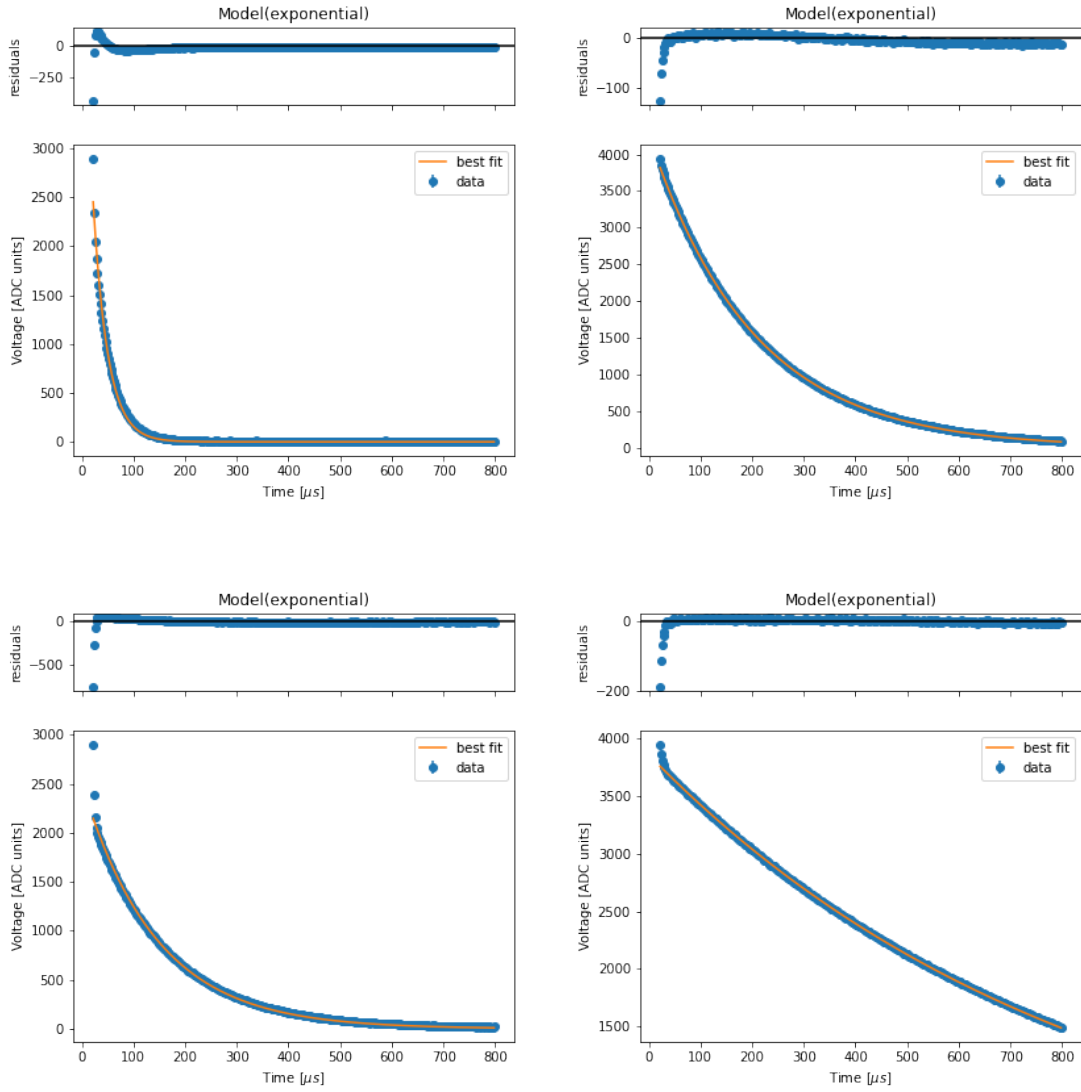 Model(exponential)
residuals
0
−250
Voltage [ADC units]
3000
2500
2000
1500
1000
500
0
best fit
data
0 100 200 300 400 500 600 700 800
Time [μs]
Model(exponential)
residuals
0
−100
Voltage [ADC units]
4000
3500
3000
2500
2000
1500
1000
500
0
best fit
data
0 100 200 300 400 500 600 700 800
Time [μs]
Model(exponential)
residuals
0
−500
Voltage [ADC units]
3000
2500
2000
1500
1000
500
0
best fit
data
0 100 200 300 400 500 600 700 800
Time [μs]
Model(exponential)
residuals
0
−200
Voltage [ADC units]
4000
3500
3000
2500
2000
1500
best fit
data
0 100 200 300 400 500 600 700 800
Time [μs]